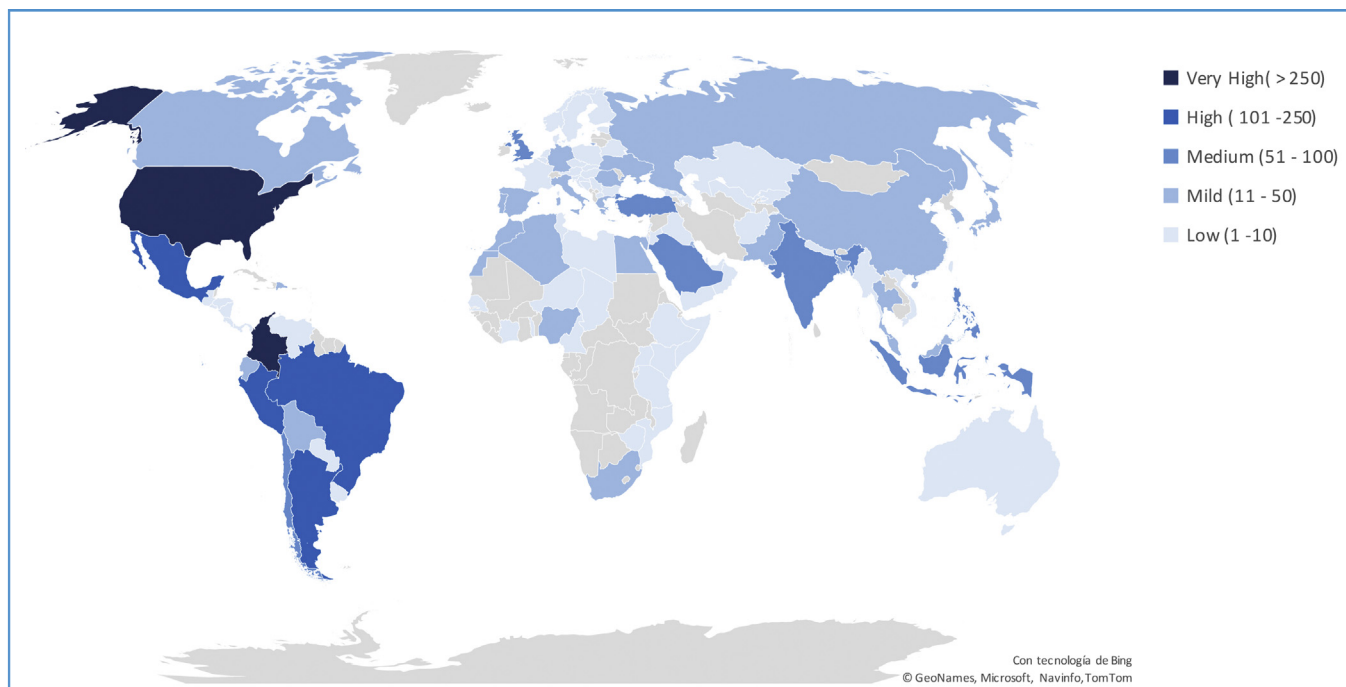 Very High( > 250)
High ( 101 -250)
Medium (51 - 100)
Mild (11 - 50)
Low (1 -10)
Con tecnología de Bing
© GeoNames, Microsoft, Navinfo,TomTom